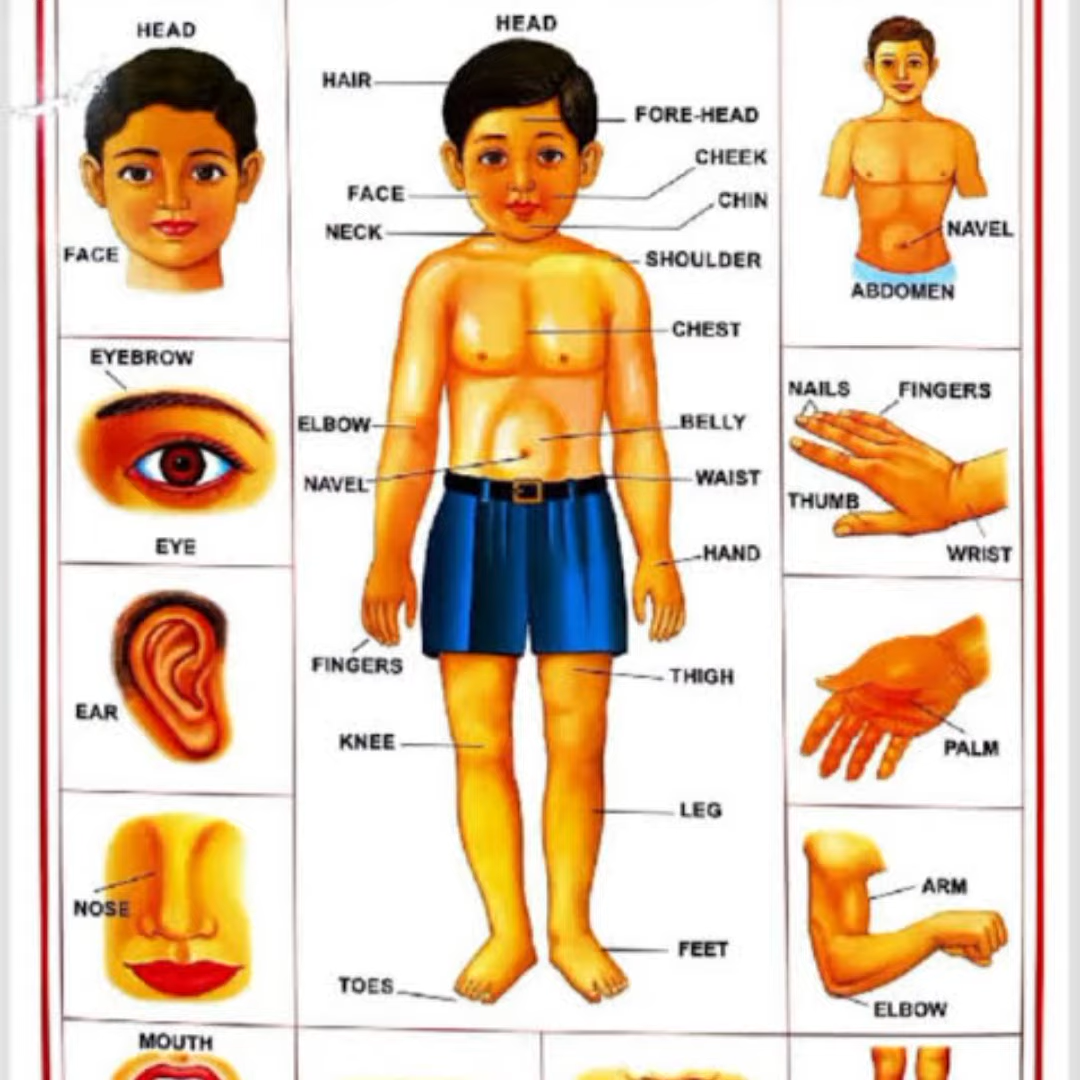 HEAD
FACE
EYEBROW
EYE
EAR
NOSE
MOUTH
HEAD
HAIR
FORE-HEAD
CHEEK
FACE
CHIN
NECK
SHOULDER
CHEST
ELBOW
BELLY
NAVEL
WAIST
HAND
FINGERS
THIGH
KNEE
LEG
FEET
TOES
NAVEL
ABDOMEN
NAILS
FINGERS
THUMB
WRIST
PALM
ARM
ELBOW